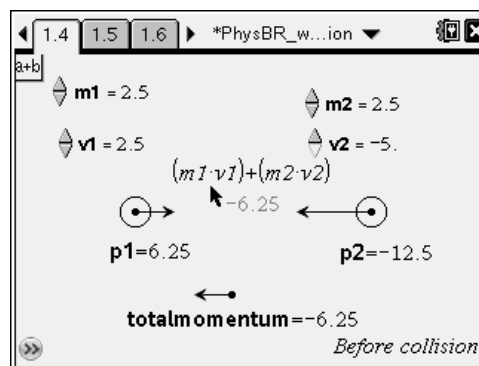 1.4 1.5 1.6 *PhysBR_w...ion
a+b
m1 = 2.5 m2 = 2.5
v1 = 2.5 v2 = -5.
(m1·v1)+(m2·v2)
-6.25
p1=6.25 p2=-12.5
totalmomentum=-6.25
Before collision